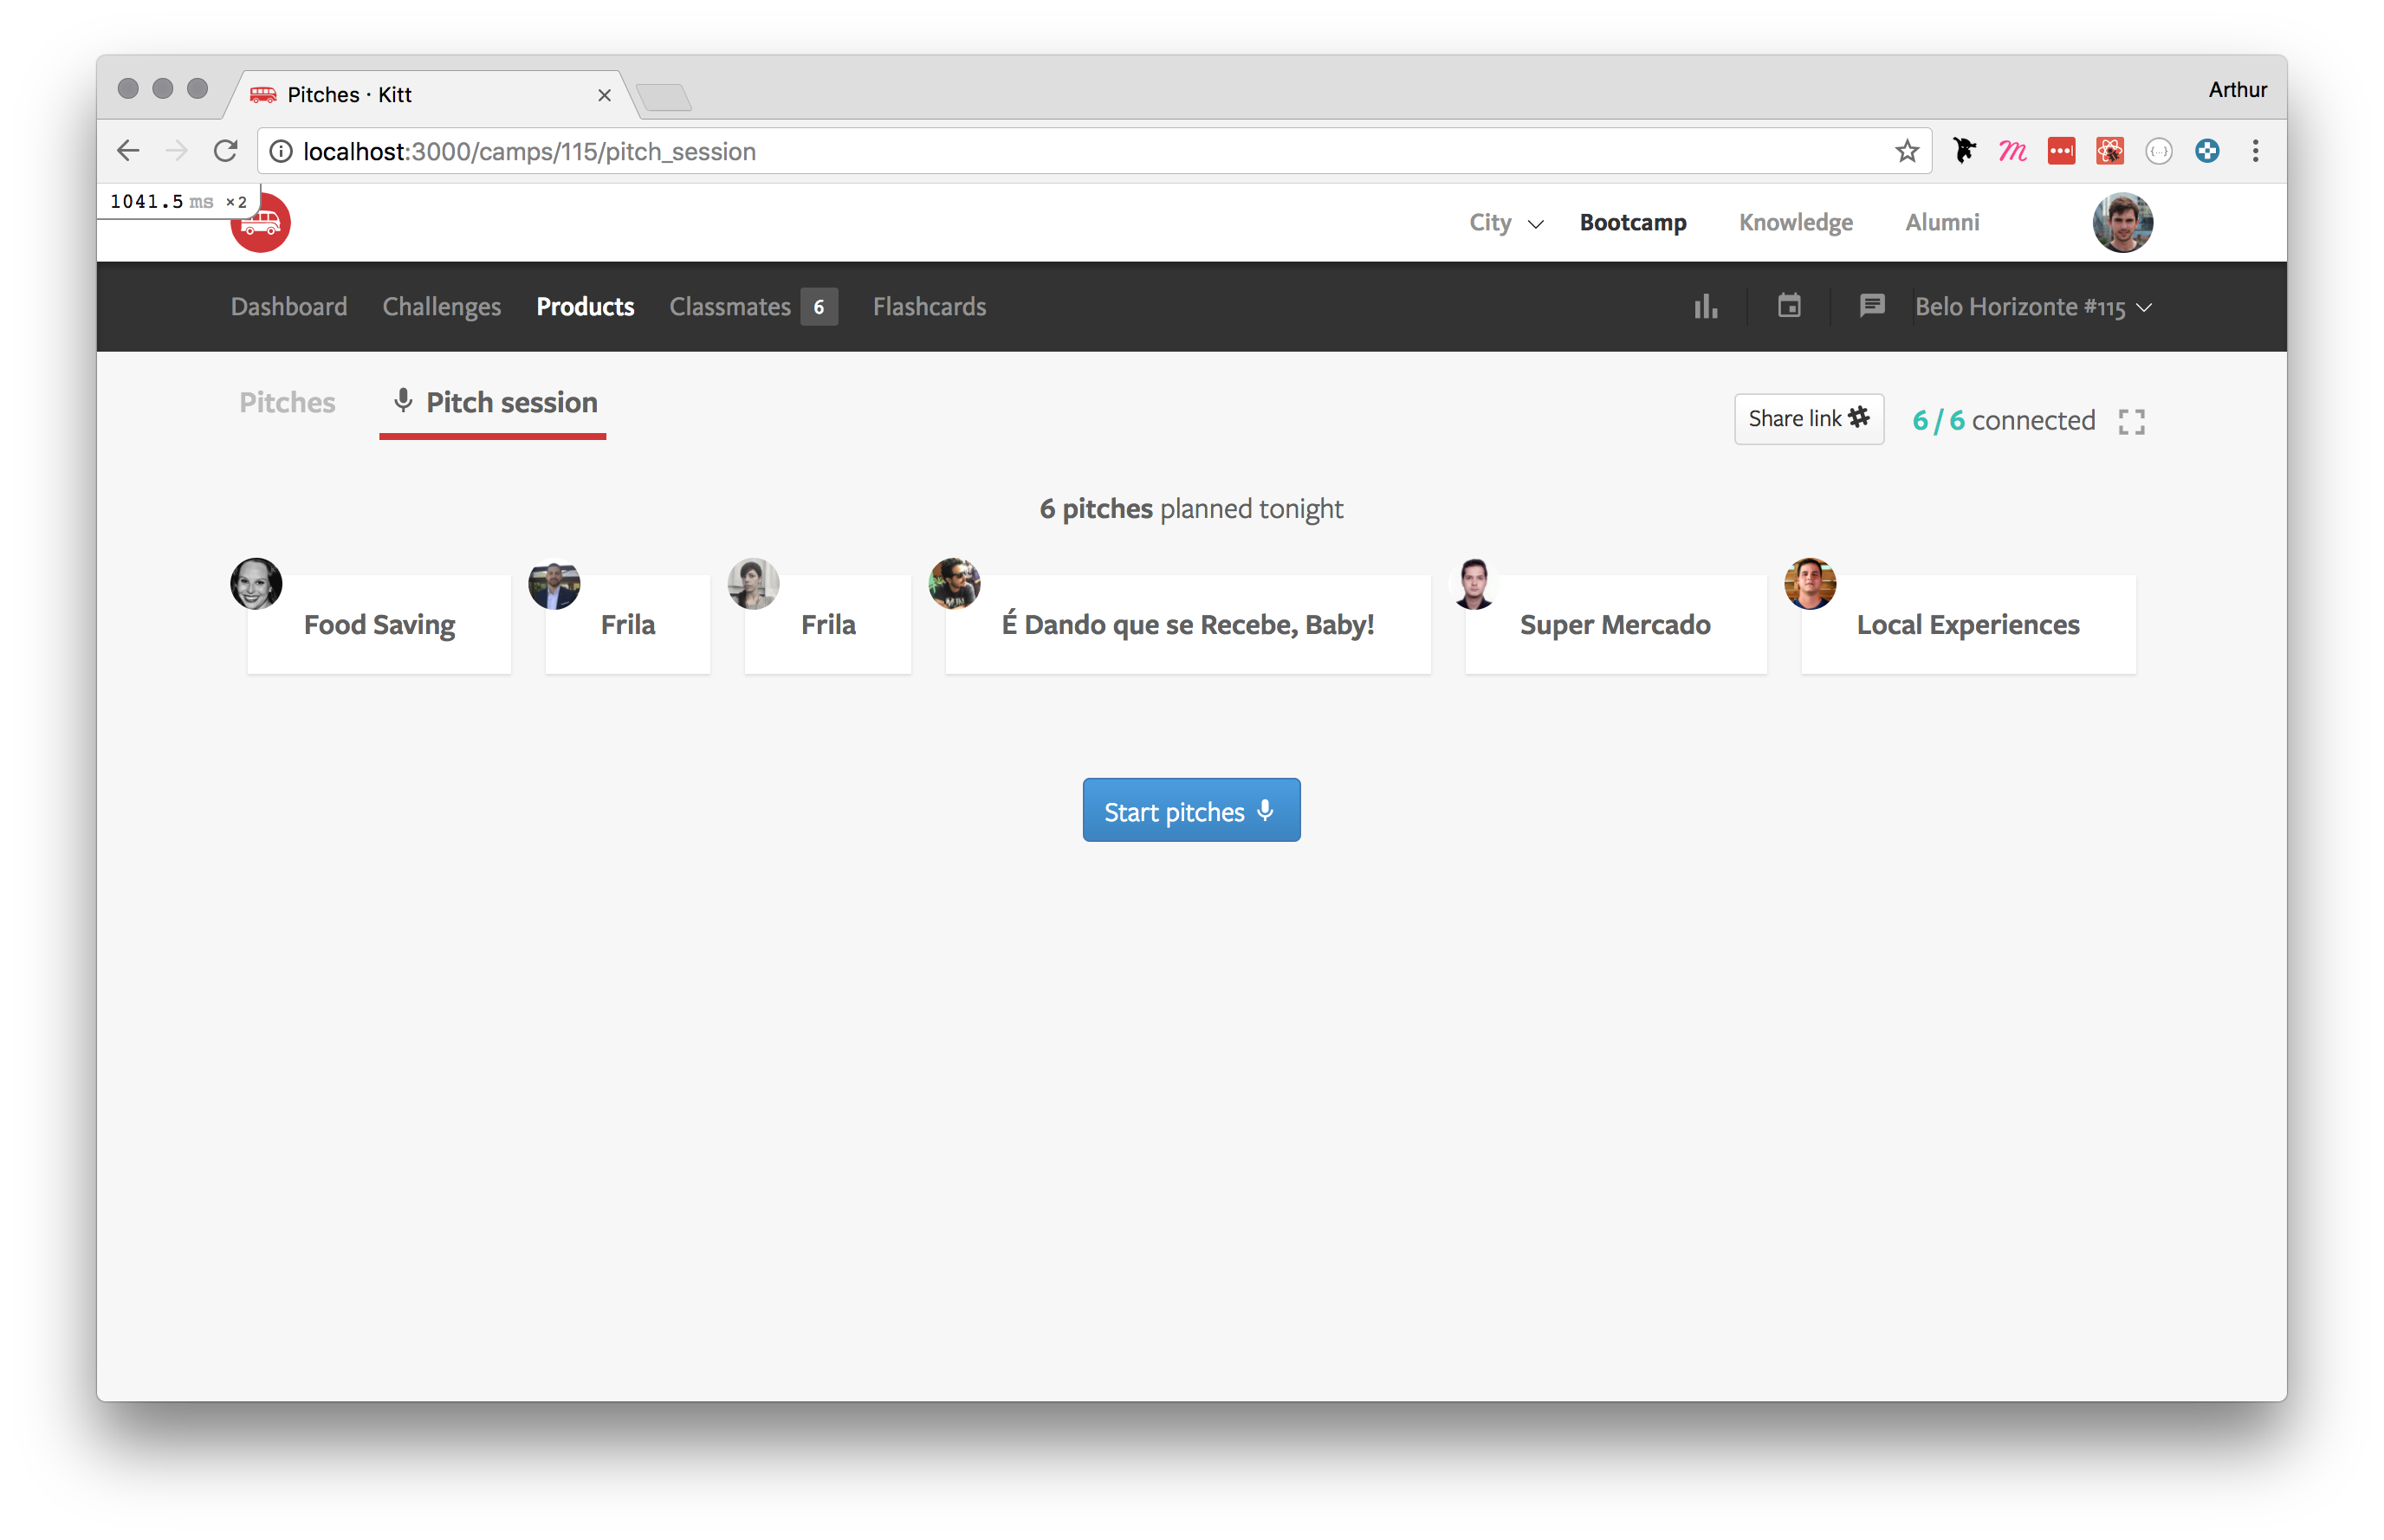 Pitches · Kitt
Arthur
localhost:3000/camps/115/pitch_session
1041.5 ms ×2
City Bootcamp Knowledge Alumni
Dashboard Challenges Products Classmates 6 Flashcards Belo Horizonte #115
Pitches Pitch session Share link 6 / 6 connected
6 pitches planned tonight
Food Saving
Frila
Frila
É Dando que se Recebe, Baby!
Super Mercado
Local Experiences
Start pitches